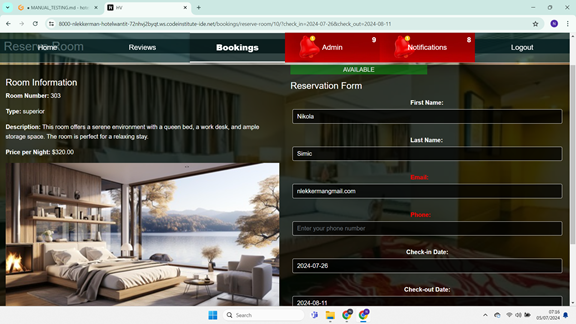 MANUAL_TESTING.md - hote
HV
8000-nlekkerman-hotelwantit-72nhvj2byqt.ws.codeinstitute-ide.net/bookings/reserve-room/10/?check_in=2024-07-26&check_out=2024-08-11
Reserve Room
Home
Reviews
Bookings
Admin
9
Notifications
8
Logout
AVAILABLE
Room Information
Room Number: 303
Type: superior
Description: This room offers a serene environment with a queen bed, a work desk, and ample
storage space. The room is perfect for a relaxing stay.
Price per Night: $320.00
Reservation Form
First Name:
Nikola
Last Name:
Simic
Email:
nlekkermangmail.com
Phone:
Enter your phone number
Check-in Date:
2024-07-26
Check-out Date:
2024-08-11
Search
07:16
03/07/2024